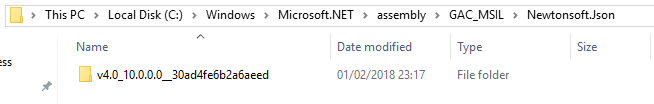 This PC > Local Disk (C:) > Windows > Microsoft.NET > assembly > GAC_MSIL > Newtonsoft.Json >
Name Date modified Type Size
ess
v4.0_10.0.0.0__30ad4fe6b2a6aeed 01/02/2018 23:17 File folder